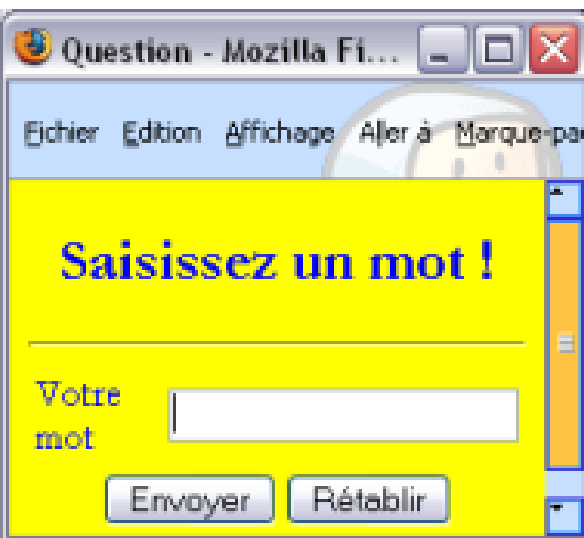 Question - Mozilla Fi...
Fichier Edition Affichage Aller à Marque-pa
Saisissez un mot !
Votre
mot
Envoyer Rétablir